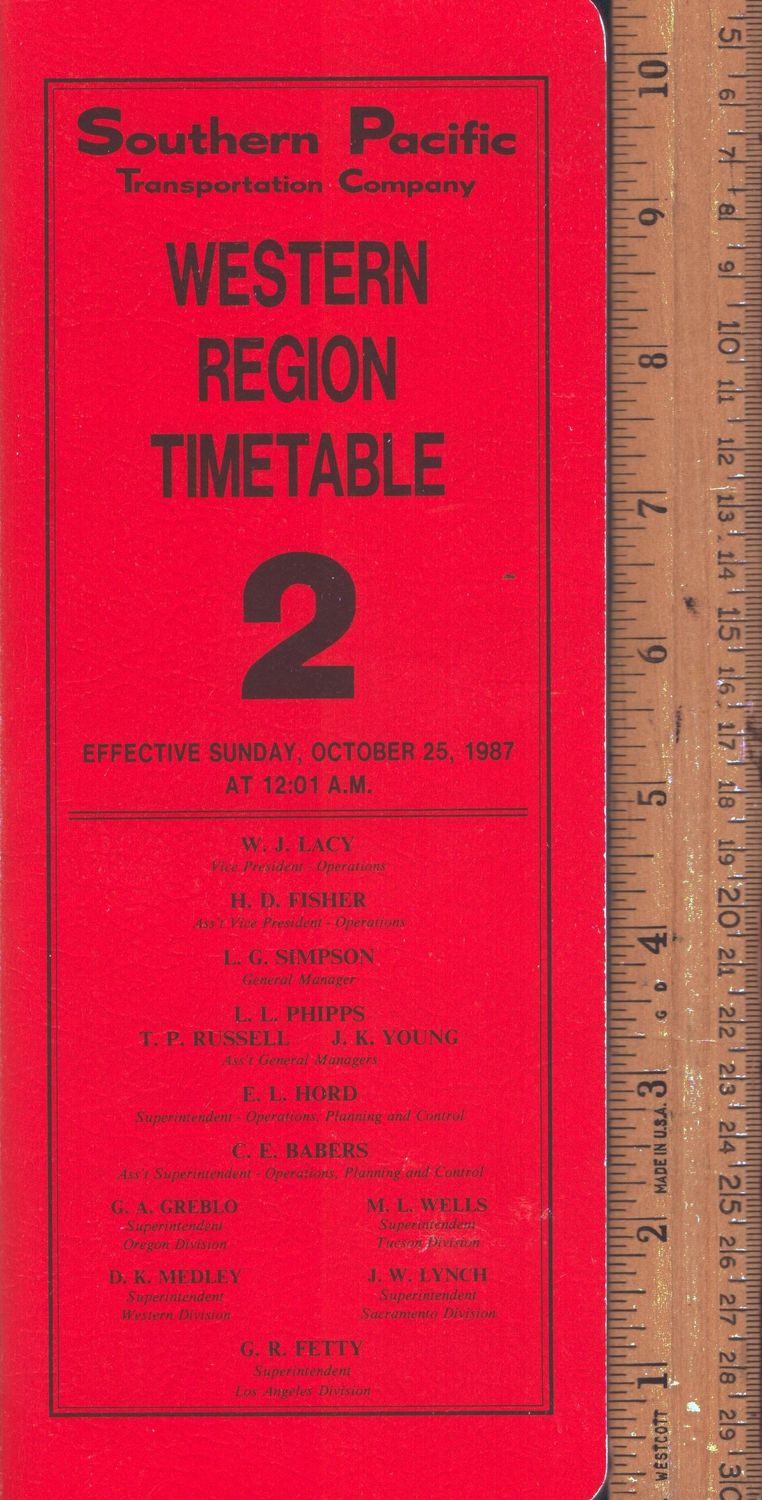 Southern Pacific
Transportation Company
WESTERN
REGION
TIMETABLE
2
EFFECTIVE SUNDAY, OCTOBER 25, 1987
AT 12:01 A.M.
W. J. LACY
Vice President - Operations
H. D. FISHER
Ass't Vice President - Operations
L. G. SIMPSON
General Manager
L. L. PHIPPS
T. P. RUSSELL J. K. YOUNG
Ass't General Managers
E. L. HORD
Superintendent - Operations, Planning and Control
C. E. BABERS
Ass't Superintendent - Operations, Planning and Control
G. A. GREBLO M. L. WELLS
Superintendent Superintendent
Oregon Division Tucson Division
D. K. MEDLEY J. W. LYNCH
Superintendent Superintendent
Western Division Sacramento Division
G. R. FETTY
Superintendent
Los Angeles Division
WESTCOTT 1 2 MADE IN U.S.A. 3 G D 4 5 6 7 8 9 10
5 6 7 8 9 10 11 12 13 14 15 16 17 18 19 20 21 22 23 24 25 26 27 28 29 30